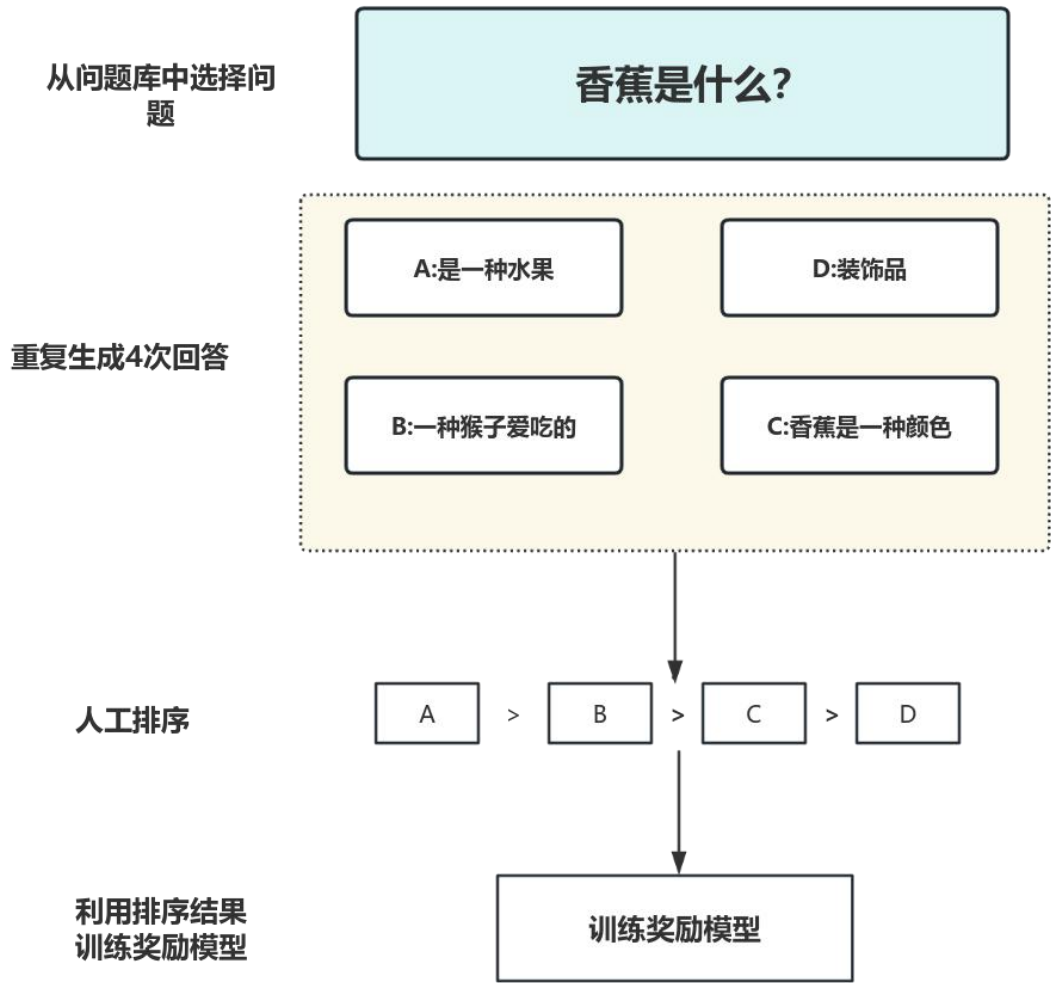 从问题库中选择问
题
香蕉是什么?
A:是一种水果
D:装饰品
重复生成4次回答
B:一种猴子爱吃的
C:香蕉是一种颜色
人工排序
A > B > C > D
利用排序结果
训练奖励模型
训练奖励模型